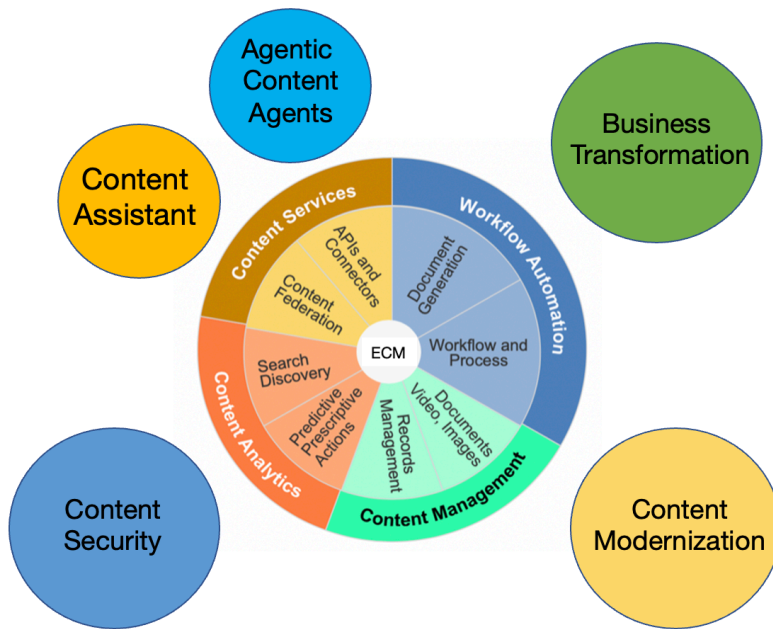 Agentic
Content
Agents
Business
Transformation
Content
Assistant
Content Services
Workflow Automation
APIs and
Connectors
Document
Generation
Content
Federation
ECM
Workflow and
Process
Search
Discovery
Predictive
Prescriptive
Actions
Records
Management
Documents
Video, Images
Content Analytics
Content Management
Content
Security
Content
Modernization